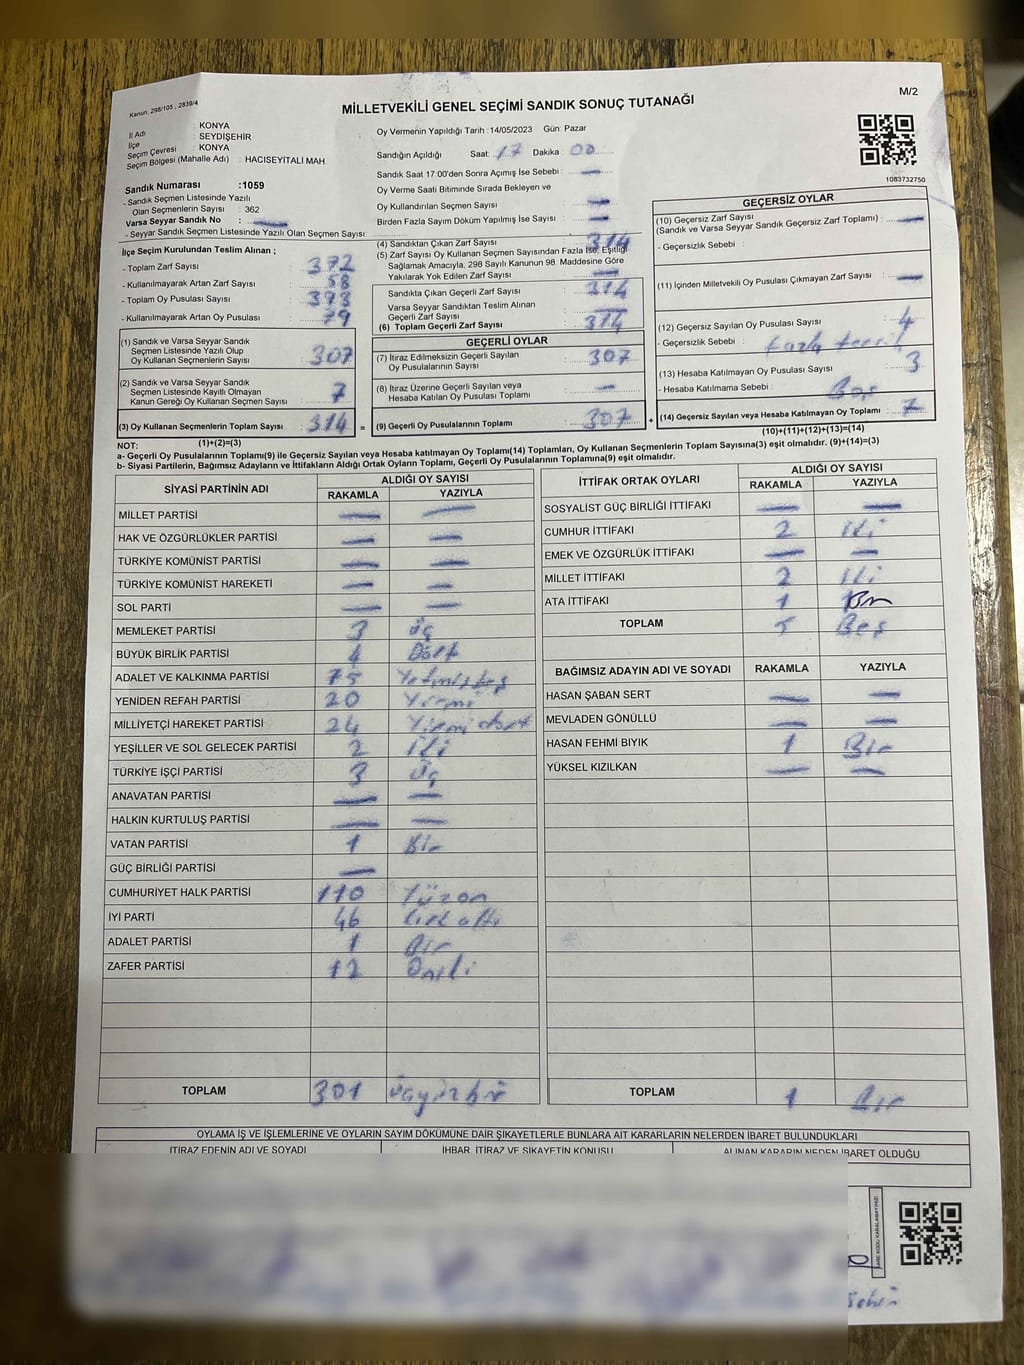 Kanun: 298/105 , 2839/4
M/2
MİLLETVEKİLİ GENEL SEÇİMİ SANDIK SONUÇ TUTANAĞI
İl Adı : KONYA
İlçe SEYDİŞEHİR
Seçim Çevresi : KONYA
Seçim Bölgesi (Mahalle Adı) : HACISEYİTALİ MAH.
Sandık Numarası :1059
- Sandık Seçmen Listesinde Yazılı
Olan Seçmenlerin Sayısı : 362
Varsa Seyyar Sandık No : —
- Seyyar Sandık Seçmen Listesinde Yazılı Olan Seçmen Sayısı:
Oy Vermenin Yapıldığı Tarih :14/05/2023 Gün: Pazar
Sandığın Açıldığı Saat: 17 Dakika 00
Sandık Saat 17:00'den Sonra Açımış İse Sebebi : —
Oy Verme Saati Bitiminde Sırada Bekleyen ve
Oy Kullandırılan Seçmen Sayısı : —
Birden Fazla Sayım Döküm Yapılmış İse Sayısı : —
1083732750
İlçe Seçim Kurulundan Teslim Alınan ;
- Toplam Zarf Sayısı : 372
- Kullanılmayarak Artan Zarf Sayısı : 58
- Toplam Oy Pusulası Sayısı : 393
- Kullanılmayarak Artan Oy Pusulası : 79
(4) Sandıktan Çıkan Zarf Sayısı : 314
(5) Zarf Sayısı Oy Kullanan Seçmen Sayısından Fazla İse, Eşitliği
Sağlamak Amacıyla, 298 Sayılı Kanunun 98. Maddesine Göre
Yakılarak Yok Edilen Zarf Sayısı : —
Sandıkta Çıkan Geçerli Zarf Sayısı : 314
Varsa Seyyar Sandıktan Teslim Alınan
Geçerli Zarf Sayısı : —
(6) Toplam Geçerli Zarf Sayısı : 314
GEÇERSİZ OYLAR
(10) Geçersiz Zarf Sayısı
(Sandık ve Varsa Seyyar Sandık Geçersiz Zarf Toplamı) : —
- Geçersizlik Sebebi :
(11) İçinden Milletvekili Oy Pusulası Çıkmayan Zarf Sayısı : —
(12) Geçersiz Sayılan Oy Pusulası Sayısı : 4
- Geçersizlik Sebebi : fazla tercih
(13) Hesaba Katılmayan Oy Pusulası Sayısı : 3
- Hesaba Katılmama Sebebi : Boş
(14) Geçersiz Sayılan veya Hesaba Katılmayan Oy Toplamı : 7
(10)+(11)+(12)+(13)=(14)
(1) Sandık ve Varsa Seyyar Sandık
Seçmen Listesinde Yazılı Olup
Oy Kullanan Seçmenlerin Sayısı : 307
(2) Sandık ve Varsa Seyyar Sandık
Seçmen Listesinde Kayıtlı Olmayan
Kanun Gereği Oy Kullanan Seçmen Sayısı : 7
(3) Oy Kullanan Seçmenlerin Toplam Sayısı : 314 =
(1)+(2)=(3)
GEÇERLİ OYLAR
(7) İtiraz Edilmeksizin Geçerli Sayılan
Oy Pusulalarının Sayısı : 307
(8) İtiraz Üzerine Geçerli Sayılan veya
Hesaba Katılan Oy Pusulası Toplamı : —
(9) Geçerli Oy Pusulalarının Toplamı : 307 +
NOT:
a- Geçerli Oy Pusulalarının Toplamı(9) ile Geçersiz Sayılan veya Hesaba katılmayan Oy Toplamı(14) Toplamları, Oy Kullanan Seçmenlerin Toplam Sayısına(3) eşit olmalıdır. (9)+(14)=(3)
b- Siyasi Partilerin, Bağımsız Adayların ve İttifakların Aldığı Ortak Oyların Toplamı, Geçerli Oy Pusulalarının Toplamına(9) eşit olmalıdır.
SİYASİ PARTİNİN ADI ALDIĞI OY SAYISI
RAKAMLA YAZIYLA
MİLLET PARTİSİ — —
HAK VE ÖZGÜRLÜKLER PARTİSİ — —
TÜRKİYE KOMÜNİST PARTİSİ — —
TÜRKİYE KOMÜNİST HAREKETİ — —
SOL PARTİ — —
MEMLEKET PARTİSİ 3 üç
BÜYÜK BİRLİK PARTİSİ 4 Dört
ADALET VE KALKINMA PARTİSİ 75 Yetmişbeş
YENİDEN REFAH PARTİSİ 20 Yirmi
MİLLİYETÇİ HAREKET PARTİSİ 24 Yirmi dört
YEŞİLLER VE SOL GELECEK PARTİSİ 2 iki
TÜRKİYE İŞÇİ PARTİSİ 3 üç
ANAVATAN PARTİSİ — —
HALKIN KURTULUŞ PARTİSİ — —
VATAN PARTİSİ 1 Bir
GÜÇ BİRLİĞİ PARTİSİ —
CUMHURİYET HALK PARTİSİ 110 Yüzon
İYİ PARTİ 46 kırk altı
ADALET PARTİSİ 1 Bir
ZAFER PARTİSİ 12 Oniki
TOPLAM 301 üçyüzbir
İTTİFAK ORTAK OYLARI ALDIĞI OY SAYISI
RAKAMLA YAZIYLA
SOSYALİST GÜÇ BİRLİĞİ İTTİFAKI — —
CUMHUR İTTİFAKI 2 iki
EMEK VE ÖZGÜRLÜK İTTİFAKI — —
MİLLET İTTİFAKI 2 iki
ATA İTTİFAKI 1 Bir
TOPLAM 5 Beş
BAĞIMSIZ ADAYIN ADI VE SOYADI RAKAMLA YAZIYLA
HASAN ŞABAN SERT — —
MEVLADEN GÖNÜLLÜ — —
HASAN FEHMİ BIYIK 1 Bir
YÜKSEL KIZILKAN — —
TOPLAM 1 Bir
OYLAMA İŞ VE İŞLEMLERİNE VE OYLARIN SAYIM DÖKÜMÜNE DAİR ŞİKAYETLERLE BUNLARA AİT KARARLARIN NELERDEN İBARET BULUNDUKLARI
İTİRAZ EDENİN ADI VE SOYADI İHBAR, İTİRAZ VE ŞİKAYETİN KONUSU ALINAN KARARIN NEDEN İBARET OLDUĞU